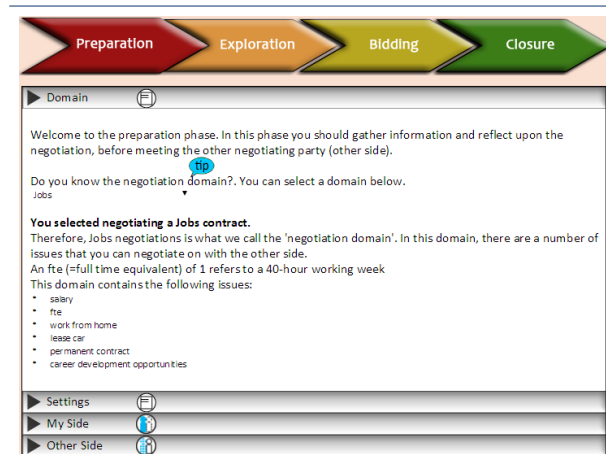 Preparation
Exploration
Bidding
Closure
Domain
Welcome to the preparation phase. In this phase you should gather information and reflect upon the
negotiation, before meeting the other negotiating party (other side).
tip
Do you know the negotiation domain?. You can select a domain below.
Jobs
You selected negotiating a Jobs contract.
Therefore, Jobs negotiations is what we call the 'negotiation domain'. In this domain, there are a number of
issues that you can negotiate on with the other side.
An fte (=full time equivalent) of 1 refers to a 40-hour working week
This domain contains the following issues:
* salary
* fte
* work from home
* lease car
* permanent contract
* career development opportunities
Settings
My Side
Other Side